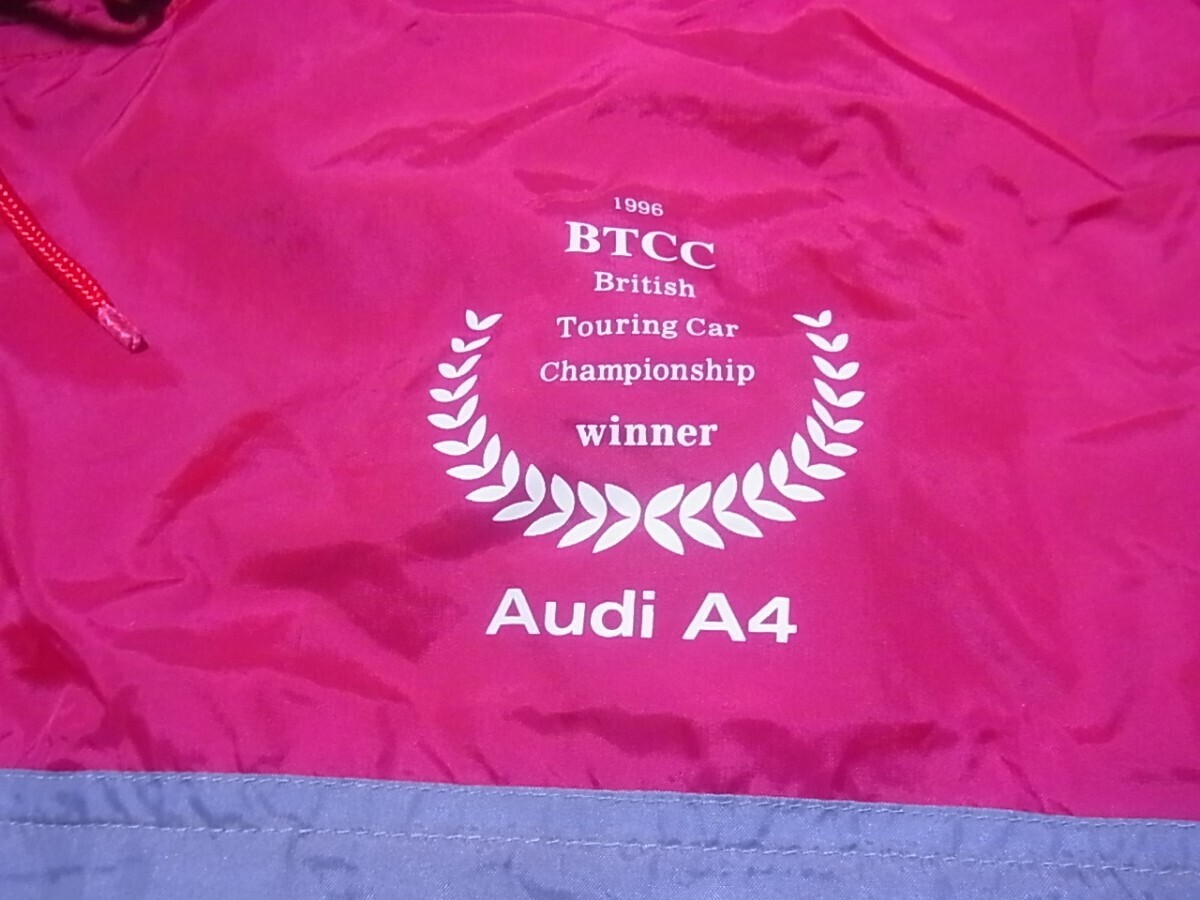 1996
BTCC
British
Touring Car
Championship
winner
Audi A4